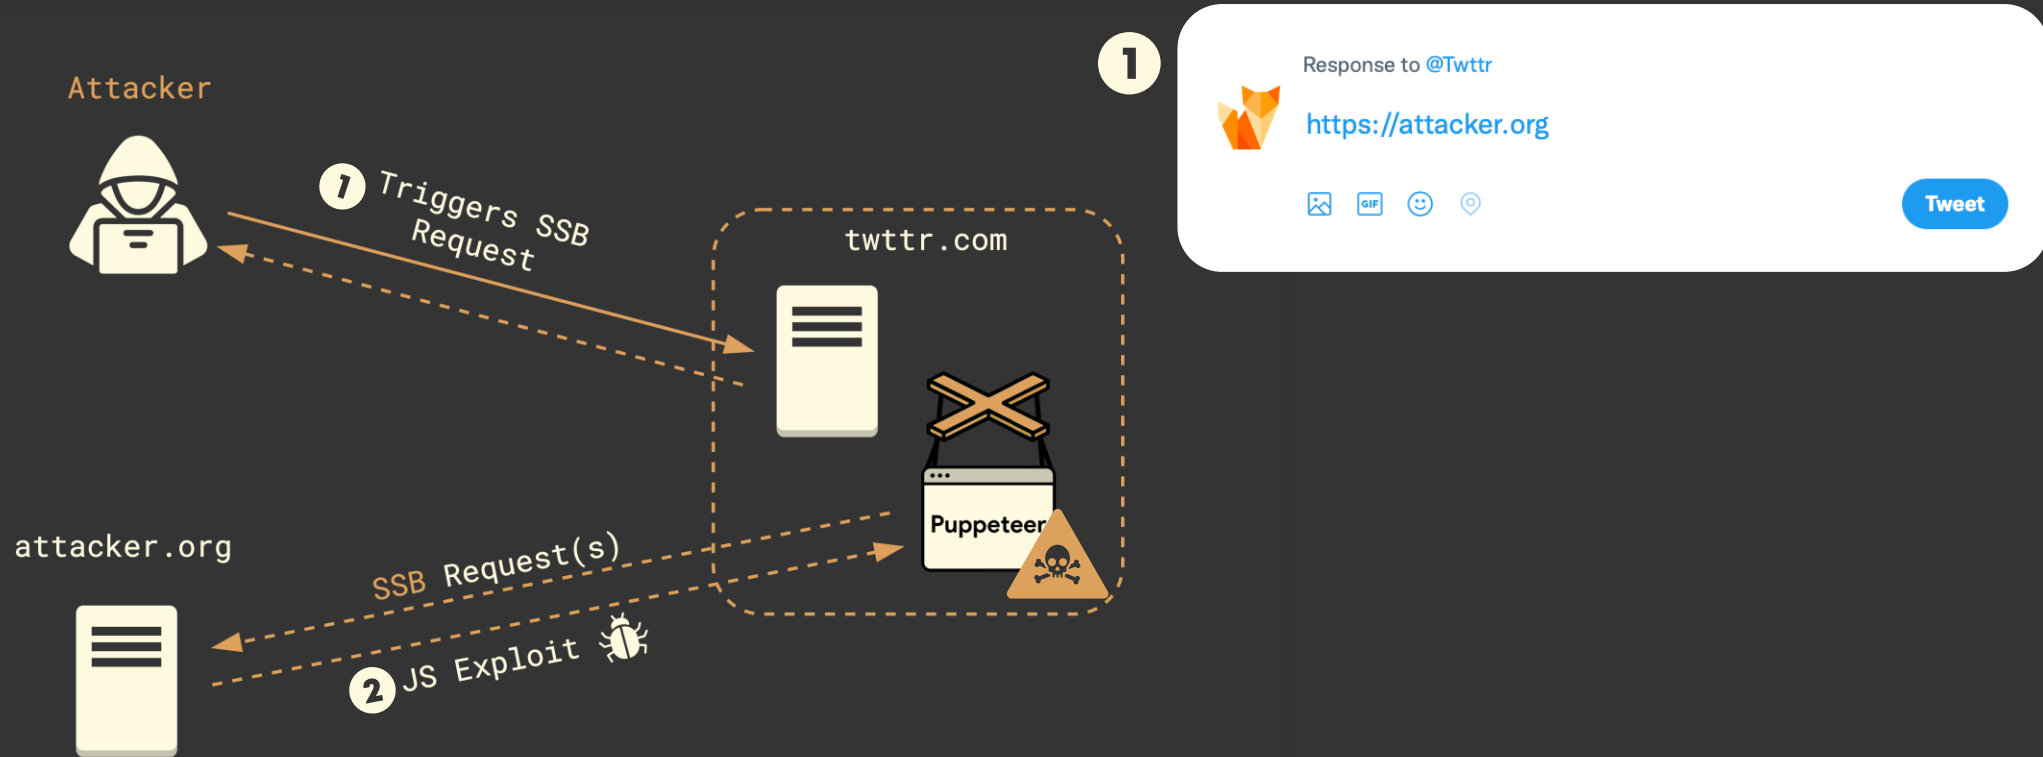 Attacker
1 Triggers SSB
Request
twttr.com
Puppeteer
attacker.org
SSB Request(s)
2 JS Exploit
1
Response to @Twttr
https://attacker.org
GIF
Tweet